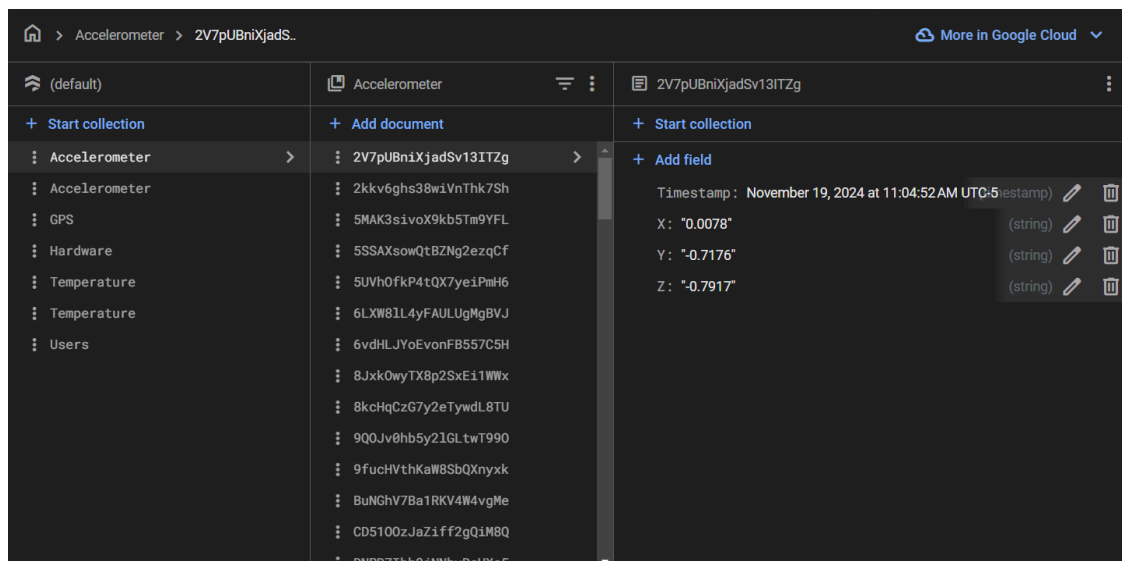 Accelerometer > 2V7pUBniXjadS..
More in Google Cloud
(default)
+ Start collection
Accelerometer
Accelerometer
GPS
Hardware
Temperature
Temperature
Users
Accelerometer
+ Add document
2V7pUBniXjadSv13ITZg
2kkv6ghs38wiVnThk7Sh
5MAK3sivoX9kb5Tm9YFL
5SSAXsowQtBZNg2ezqCf
5UVhOfkP4tQX7yeiPmH6
6LXW8lL4yFAULUgMgBVJ
6vdHLJYoEvonFB557C5H
8JxkOwyTX8p2SxEi1WWx
8kcHqCzG7y2eTywdL8TU
9QOJv0hb5y2lGLtwT99O
9fucHVthKaW8SbQXnyxk
BuNGhV7Ba1RKV4W4vgMe
CD51OOzJaZiff2gQiM8Q
2V7pUBniXjadSv13ITZg
+ Start collection
+ Add field
Timestamp: November 19, 2024 at 11:04:52 AM UTC-5
X: "0.0078" (string)
Y: "-0.7176" (string)
Z: "-0.7917" (string)